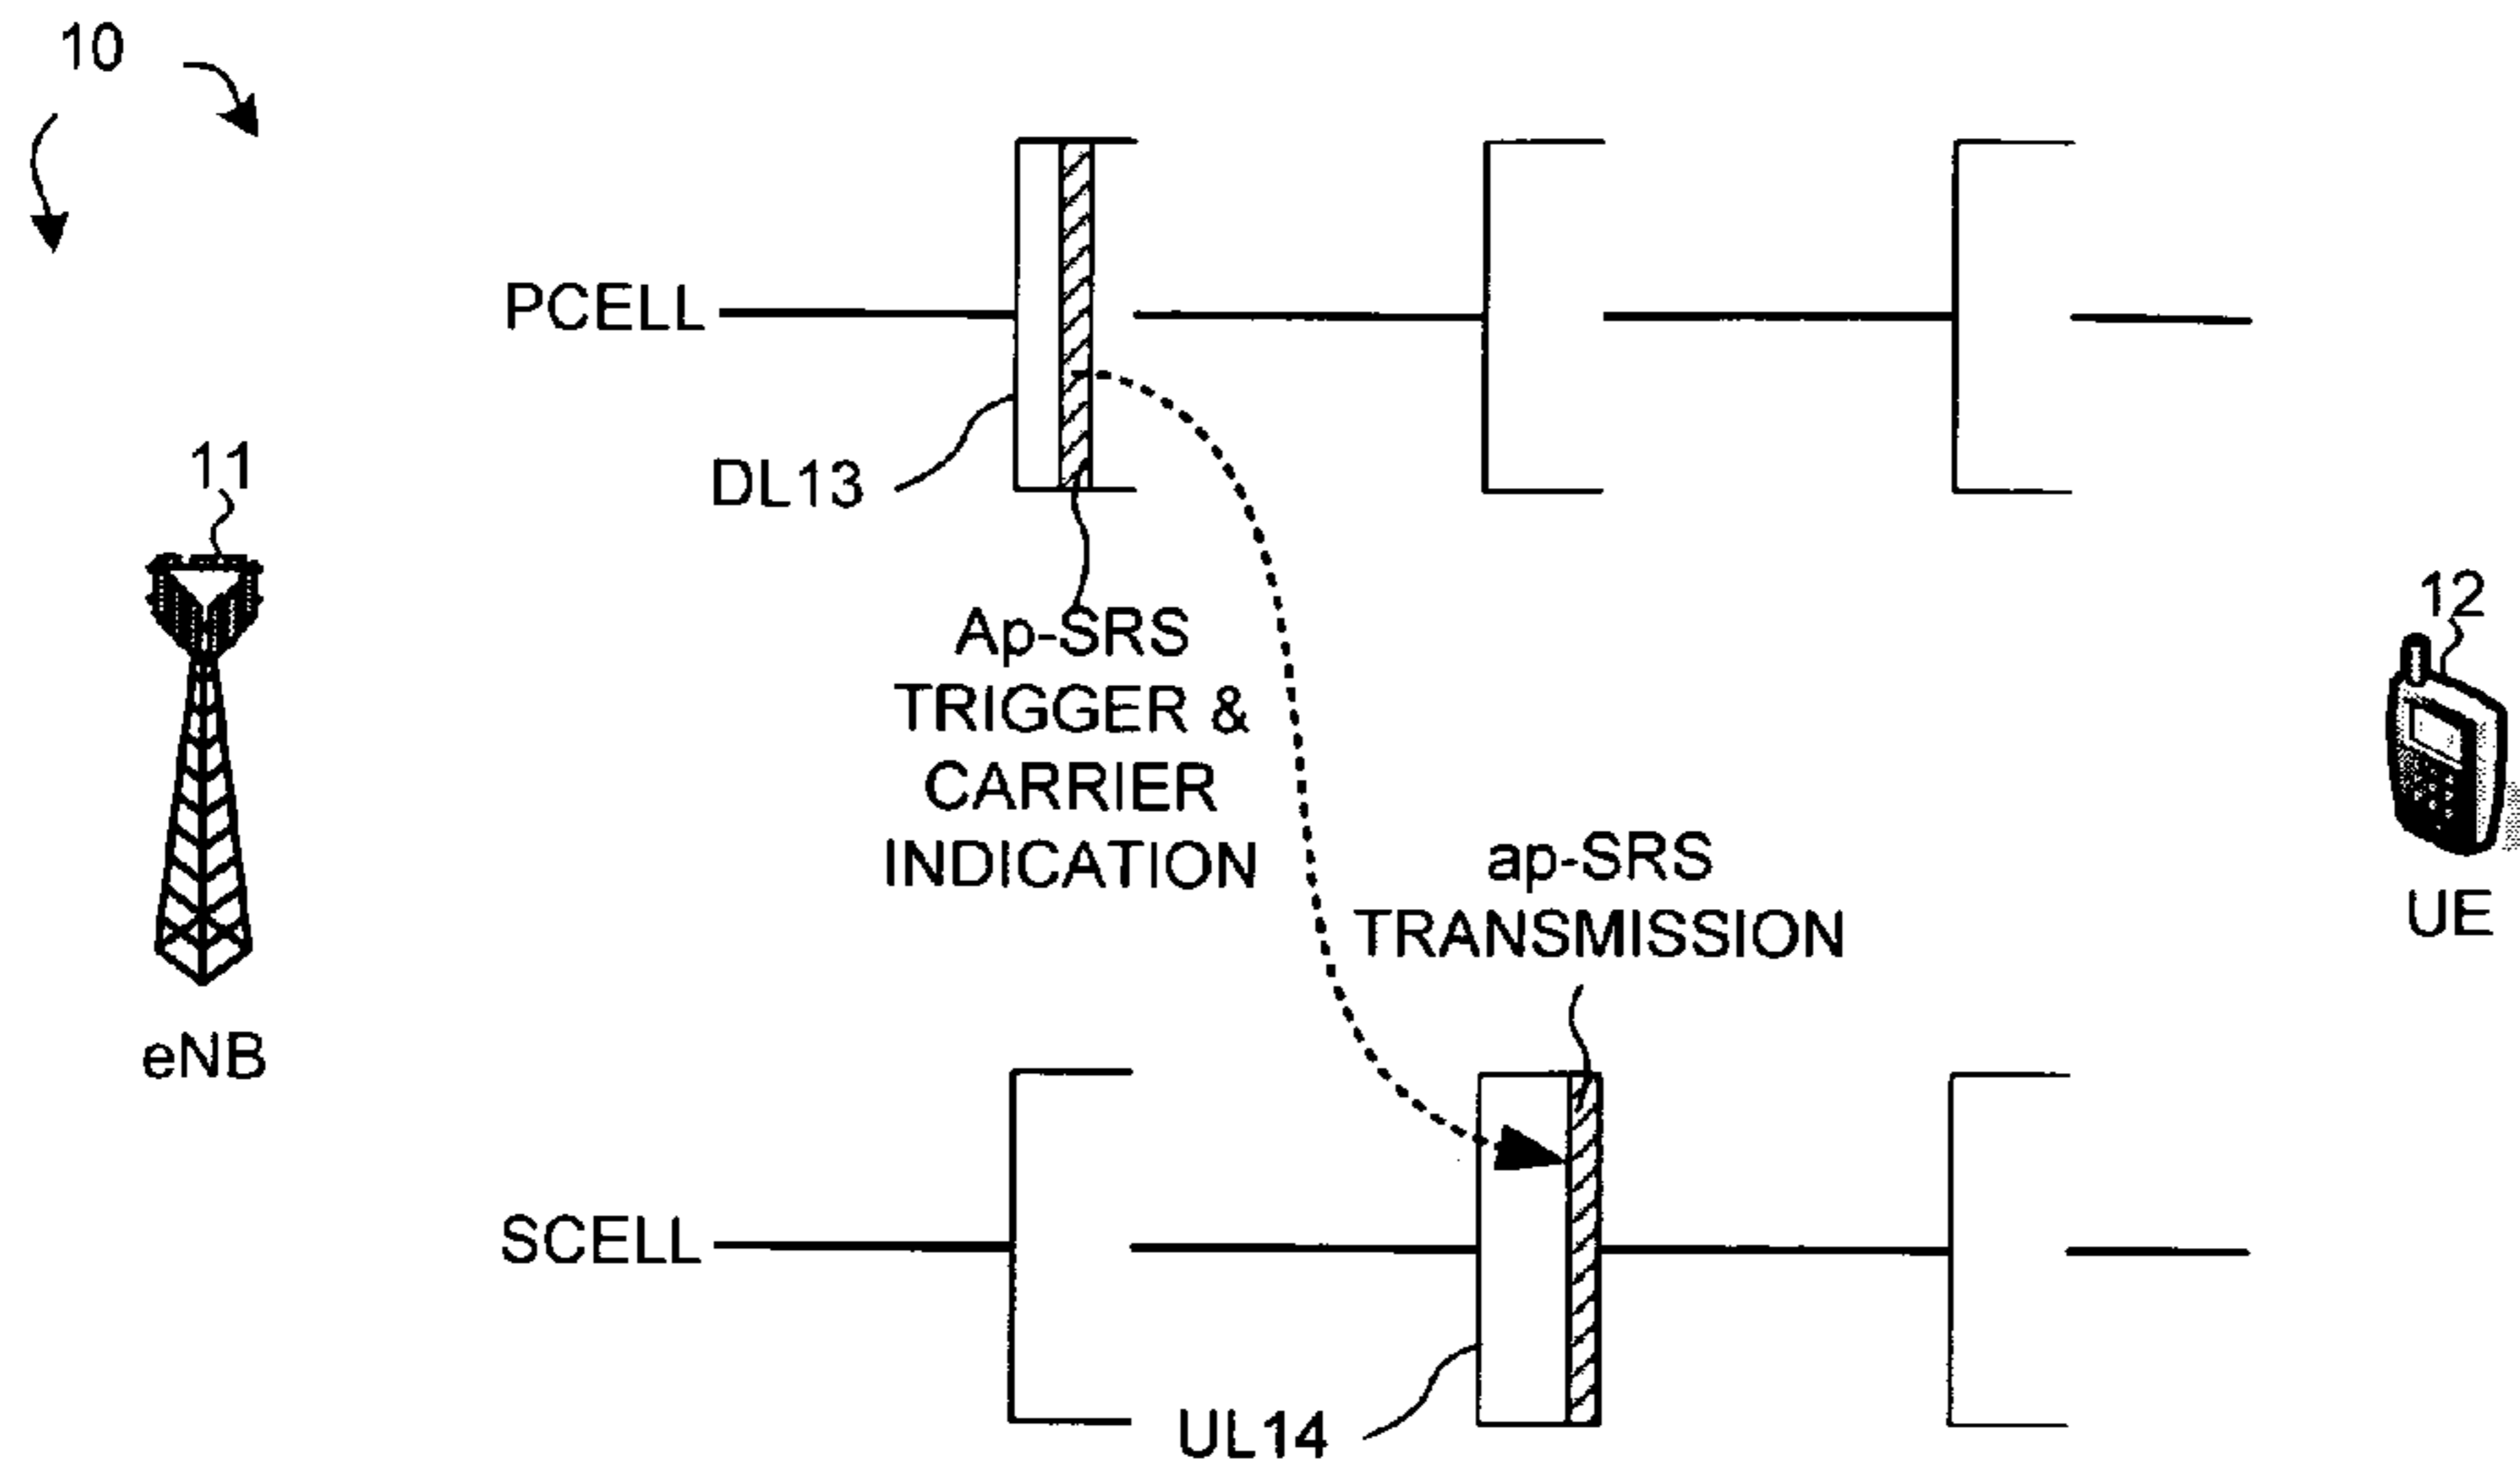 10
PCELL
DL13
11
Ap-SRS
TRIGGER &
CARRIER
INDICATION
12
ap-SRS
TRANSMISSION
UE
eNB
SCELL
UL14